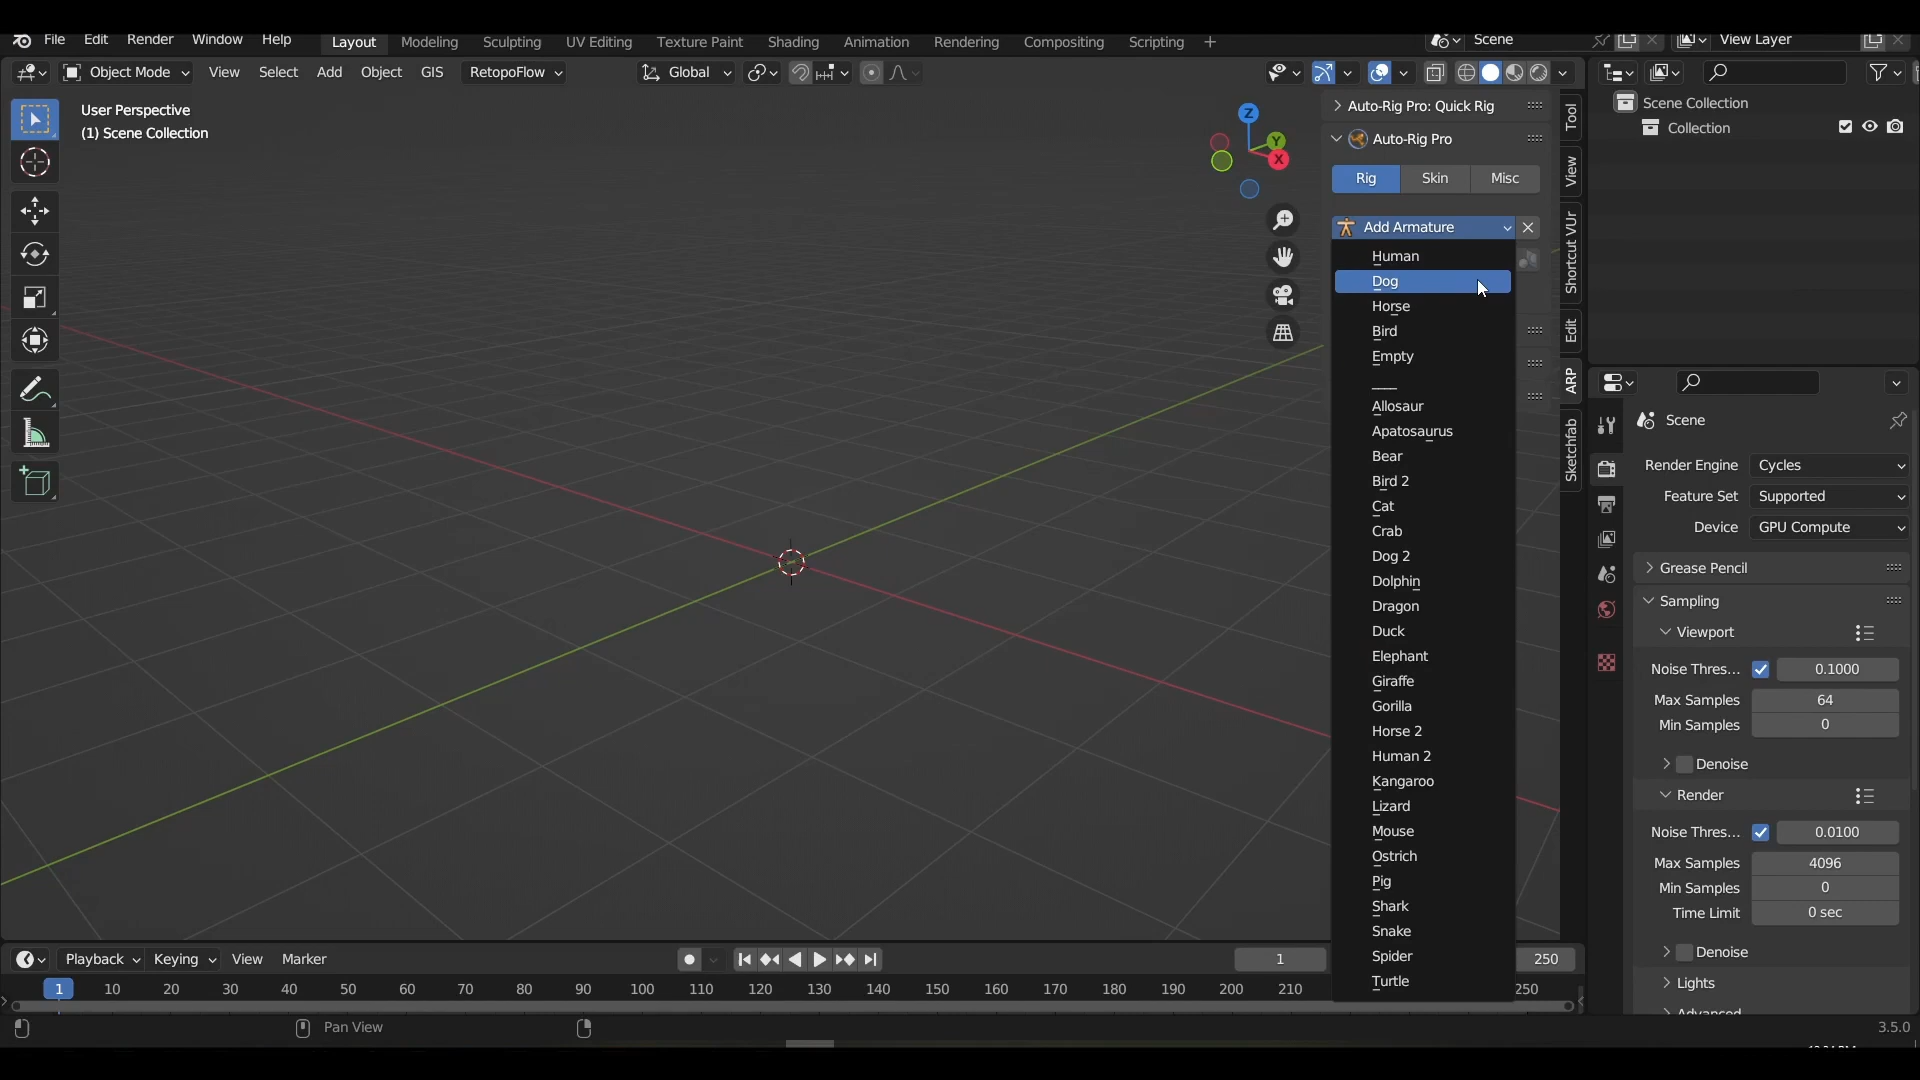 File Edit Render Window Help Layout Modeling Sculpting UV Editing Texture Paint Shading Animation Rendering Compositing Scripting + Scene View Layer
Object Mode View Select Add Object GIS RetopoFlow Global
User Perspective
(1) Scene Collection
Z
Y
X
Auto-Rig Pro: Quick Rig
Auto-Rig Pro
Rig Skin Misc
Add Armature
Human
Dog
Horse
Bird
Empty
Allosaur
Apatosaurus
Bear
Bird 2
Cat
Crab
Dog 2
Dolphin
Dragon
Duck
Elephant
Giraffe
Gorilla
Horse 2
Human 2
Kangaroo
Lizard
Mouse
Ostrich
Pig
Shark
Snake
Spider
Turtle
Tool
View
Shortcut VUr
Edit
ARP
Sketchfab
Scene Collection
Collection
Scene
Render Engine Cycles
Feature Set Supported
Device GPU Compute
Grease Pencil
Sampling
Viewport
Noise Thres... 0.1000
Max Samples 64
Min Samples 0
Denoise
Render
Noise Thres... 0.0100
Max Samples 4096
Min Samples 0
Time Limit 0 sec
Denoise
Lights
Playback Keying View Marker 1 250
1 10 20 30 40 50 60 70 80 90 100 110 120 130 140 150 160 170 180 190 200 210 250
Pan View
3.5.0